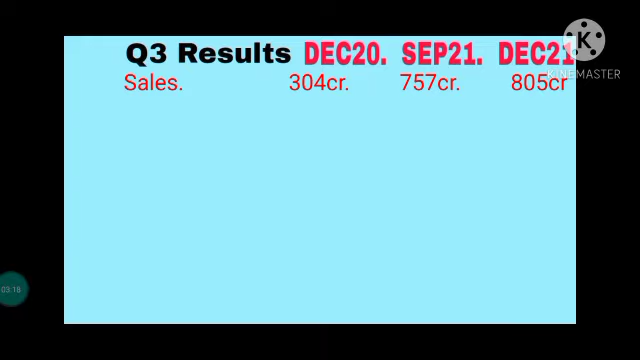 Q3 Results DEC20. SEP21. DEC21
KINEMASTER
Sales. 304cr. 757cr. 805cr
03:18